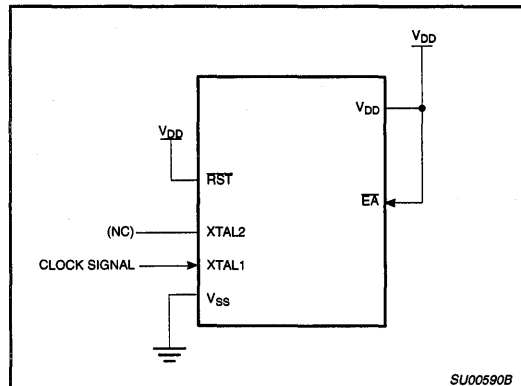 VDD
VDD
VDD
RST
EA
(NC)
XTAL2
CLOCK SIGNAL
XTAL1
VSS
SU00590B